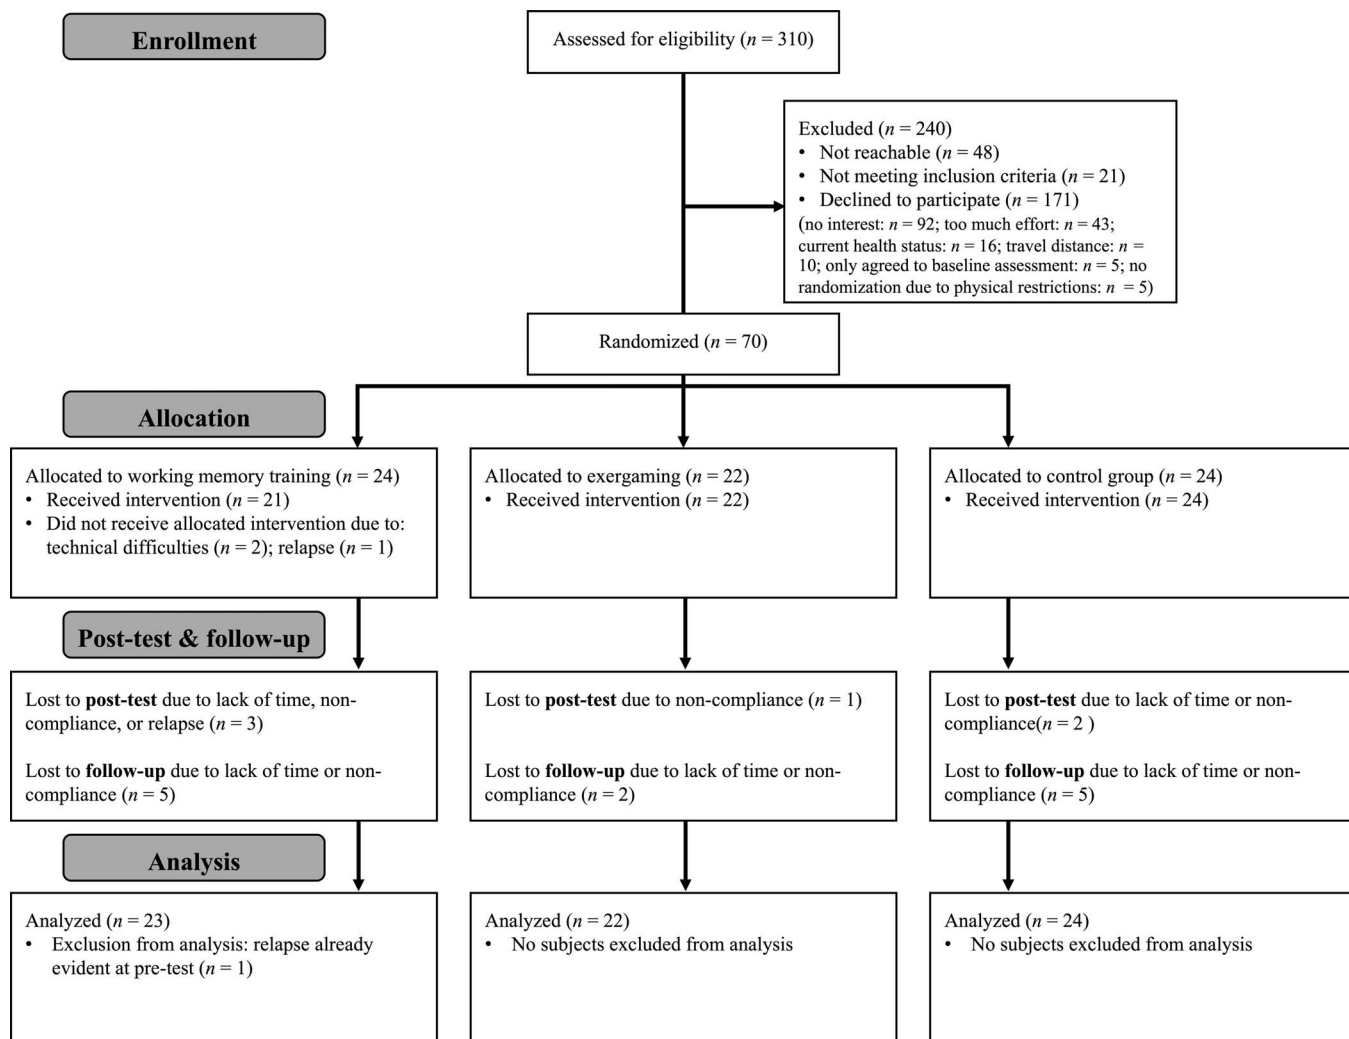 Enrollment
Assessed for eligibility (n = 310)
Excluded (n = 240)
• Not reachable (n = 48)
• Not meeting inclusion criteria (n = 21)
• Declined to participate (n = 171)
(no interest: n = 92; too much effort: n = 43;
current health status: n = 16; travel distance: n =
10; only agreed to baseline assessment: n = 5; no
randomization due to physical restrictions: n = 5)
Randomized (n = 70)
Allocation
Allocated to working memory training (n = 24)
• Received intervention (n = 21)
• Did not receive allocated intervention due to:
technical difficulties (n = 2); relapse (n = 1)
Allocated to exergaming (n = 22)
• Received intervention (n = 22)
Allocated to control group (n = 24)
• Received intervention (n = 24)
Post-test & follow-up
Lost to post-test due to lack of time, non-
compliance, or relapse (n = 3)
Lost to follow-up due to lack of time or non-
compliance (n = 5)
Lost to post-test due to non-compliance (n = 1)
Lost to follow-up due to lack of time or non-
compliance (n = 2)
Lost to post-test due to lack of time or non-
compliance(n = 2 )
Lost to follow-up due to lack of time or non-
compliance (n = 5)
Analysis
Analyzed (n = 23)
• Exclusion from analysis: relapse already
evident at pre-test (n = 1)
Analyzed (n = 22)
• No subjects excluded from analysis
Analyzed (n = 24)
• No subjects excluded from analysis